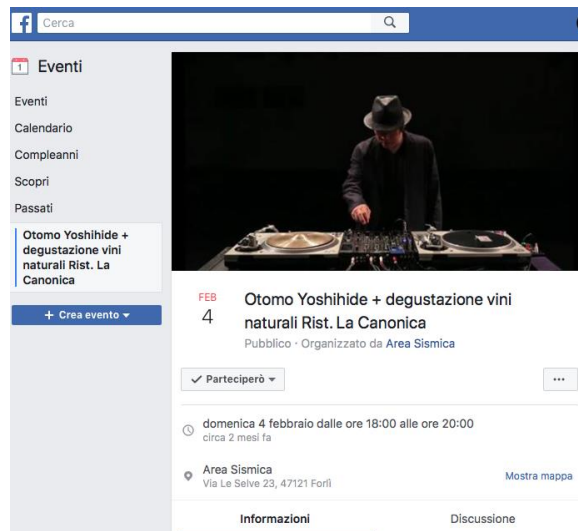 f Cerca
1 Eventi
Eventi
Calendario
Compleanni
Scopri
Passati
Otomo Yoshihide +
degustazione vini
naturali Rist. La
Canonica
+ Crea evento
FEB
4
Otomo Yoshihide + degustazione vini
naturali Rist. La Canonica
Pubblico · Organizzato da Area Sismica
✓ Parteciperò
...
domenica 4 febbraio dalle ore 18:00 alle ore 20:00
circa 2 mesi fa
Area Sismica
Via Le Selve 23, 47121 Forlì
Mostra mappa
Informazioni
Discussione